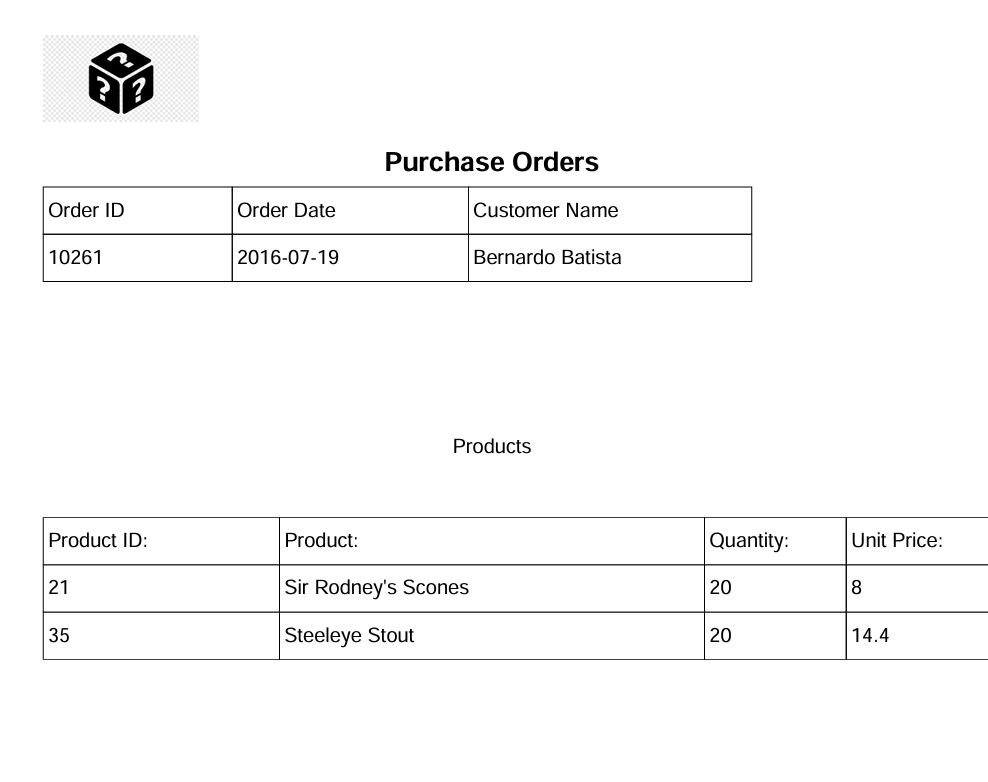 Purchase Orders
Order ID Order Date Customer Name
10261 2016-07-19 Bernardo Batista
Products
Product ID: Product: Quantity: Unit Price:
21 Sir Rodney's Scones 20 8
35 Steeleye Stout 20 14.4